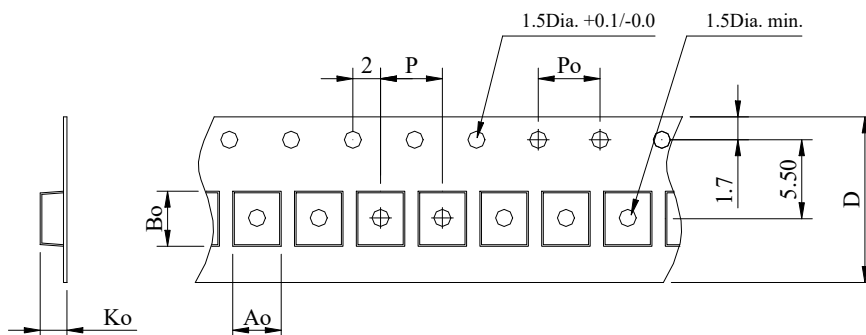 1.5Dia. +0.1/-0.0
1.5Dia. min.
2
P
Po
1.7
5.50
D
Bo
Ko
Ao